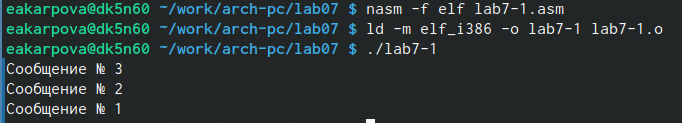 eakarpova@dk5n60 ~/work/arch-pc/lab07 $ nasm -f elf lab7-1.asm
eakarpova@dk5n60 ~/work/arch-pc/lab07 $ ld -m elf_i386 -o lab7-1 lab7-1.o
eakarpova@dk5n60 ~/work/arch-pc/lab07 $ ./lab7-1
Сообщение № 3
Сообщение № 2
Сообщение № 1